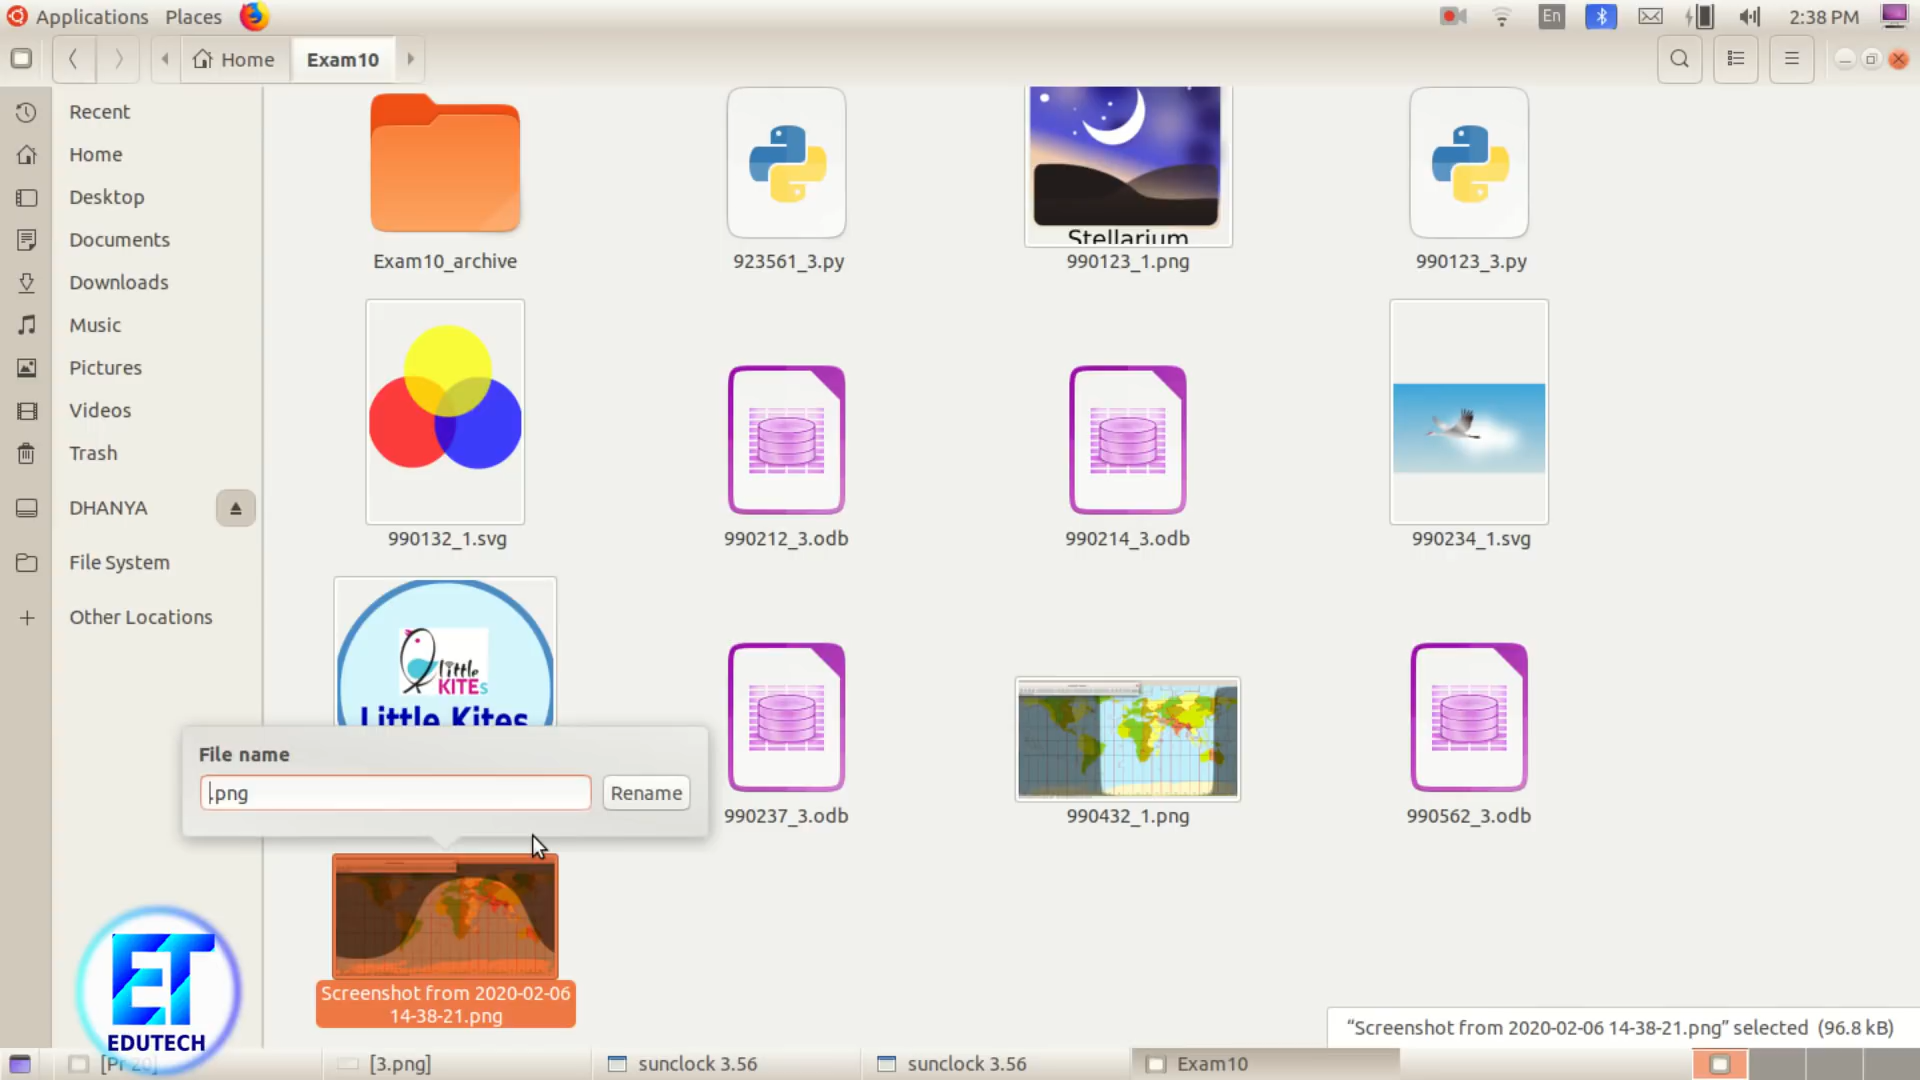 Applications Places En 2:38 PM
Home Exam10
Recent
Home
Desktop
Documents
Downloads
Music
Pictures
Videos
Trash
DHANYA
File System
Other Locations
Stellarium
Exam10_archive 923561_3.py 990123_1.png 990123_3.py
990132_1.svg 990212_3.odb 990214_3.odb 990234_1.svg
little
KITEs
Little Kites
990237_3.odb 990432_1.png 990562_3.odb
File name
.png Rename
Screenshot from 2020-02-06
14-38-21.png
ET
EDUTECH
“Screenshot from 2020-02-06 14-38-21.png” selected (96.8 kB)
[3.png] sunclock 3.56 sunclock 3.56 Exam10